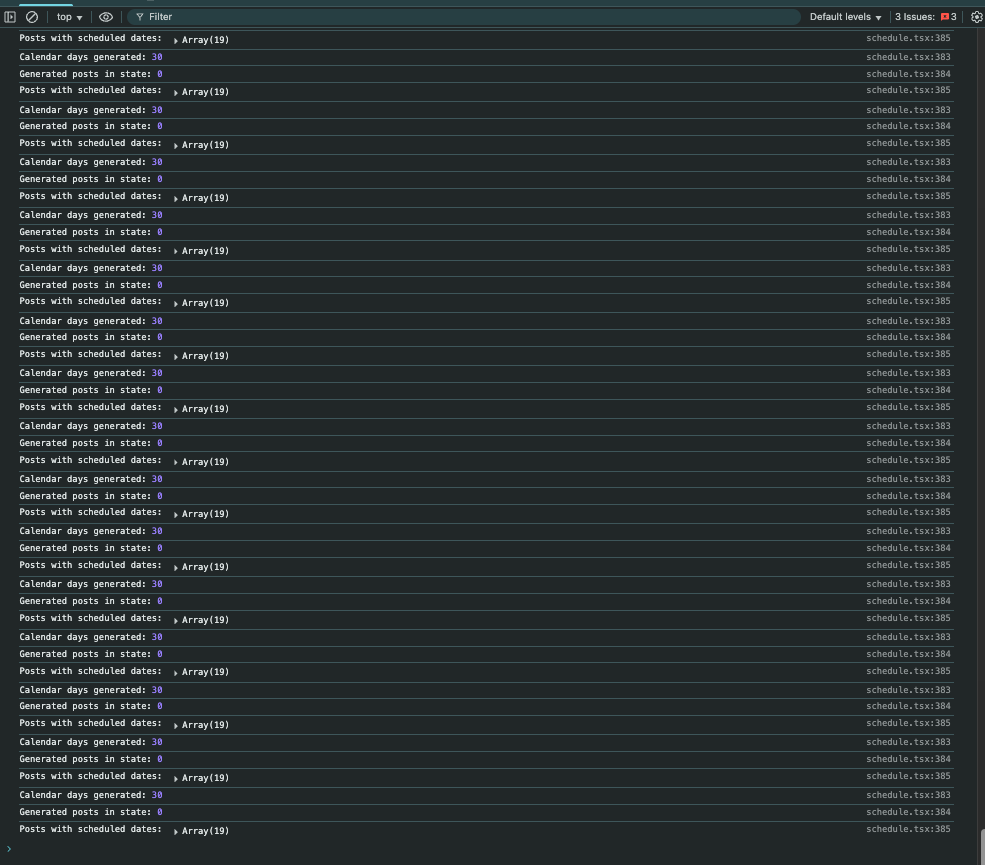 top Filter Default levels 3 Issues: 3
Posts with scheduled dates: Array(19) schedule.tsx:385
Calendar days generated: 30 schedule.tsx:383
Generated posts in state: 0 schedule.tsx:384
Posts with scheduled dates: Array(19) schedule.tsx:385
Calendar days generated: 30 schedule.tsx:383
Generated posts in state: 0 schedule.tsx:384
Posts with scheduled dates: Array(19) schedule.tsx:385
Calendar days generated: 30 schedule.tsx:383
Generated posts in state: 0 schedule.tsx:384
Posts with scheduled dates: Array(19) schedule.tsx:385
Calendar days generated: 30 schedule.tsx:383
Generated posts in state: 0 schedule.tsx:384
Posts with scheduled dates: Array(19) schedule.tsx:385
Calendar days generated: 30 schedule.tsx:383
Generated posts in state: 0 schedule.tsx:384
Posts with scheduled dates: Array(19) schedule.tsx:385
Calendar days generated: 30 schedule.tsx:383
Generated posts in state: 0 schedule.tsx:384
Posts with scheduled dates: Array(19) schedule.tsx:385
Calendar days generated: 30 schedule.tsx:383
Generated posts in state: 0 schedule.tsx:384
Posts with scheduled dates: Array(19) schedule.tsx:385
Calendar days generated: 30 schedule.tsx:383
Generated posts in state: 0 schedule.tsx:384
Posts with scheduled dates: Array(19) schedule.tsx:385
Calendar days generated: 30 schedule.tsx:383
Generated posts in state: 0 schedule.tsx:384
Posts with scheduled dates: Array(19) schedule.tsx:385
Calendar days generated: 30 schedule.tsx:383
Generated posts in state: 0 schedule.tsx:384
Posts with scheduled dates: Array(19) schedule.tsx:385
Calendar days generated: 30 schedule.tsx:383
Generated posts in state: 0 schedule.tsx:384
Posts with scheduled dates: Array(19) schedule.tsx:385
Calendar days generated: 30 schedule.tsx:383
Generated posts in state: 0 schedule.tsx:384
Posts with scheduled dates: Array(19) schedule.tsx:385
Calendar days generated: 30 schedule.tsx:383
Generated posts in state: 0 schedule.tsx:384
Posts with scheduled dates: Array(19) schedule.tsx:385
Calendar days generated: 30 schedule.tsx:383
Generated posts in state: 0 schedule.tsx:384
Posts with scheduled dates: Array(19) schedule.tsx:385
Calendar days generated: 30 schedule.tsx:383
Generated posts in state: 0 schedule.tsx:384
Posts with scheduled dates: Array(19) schedule.tsx:385